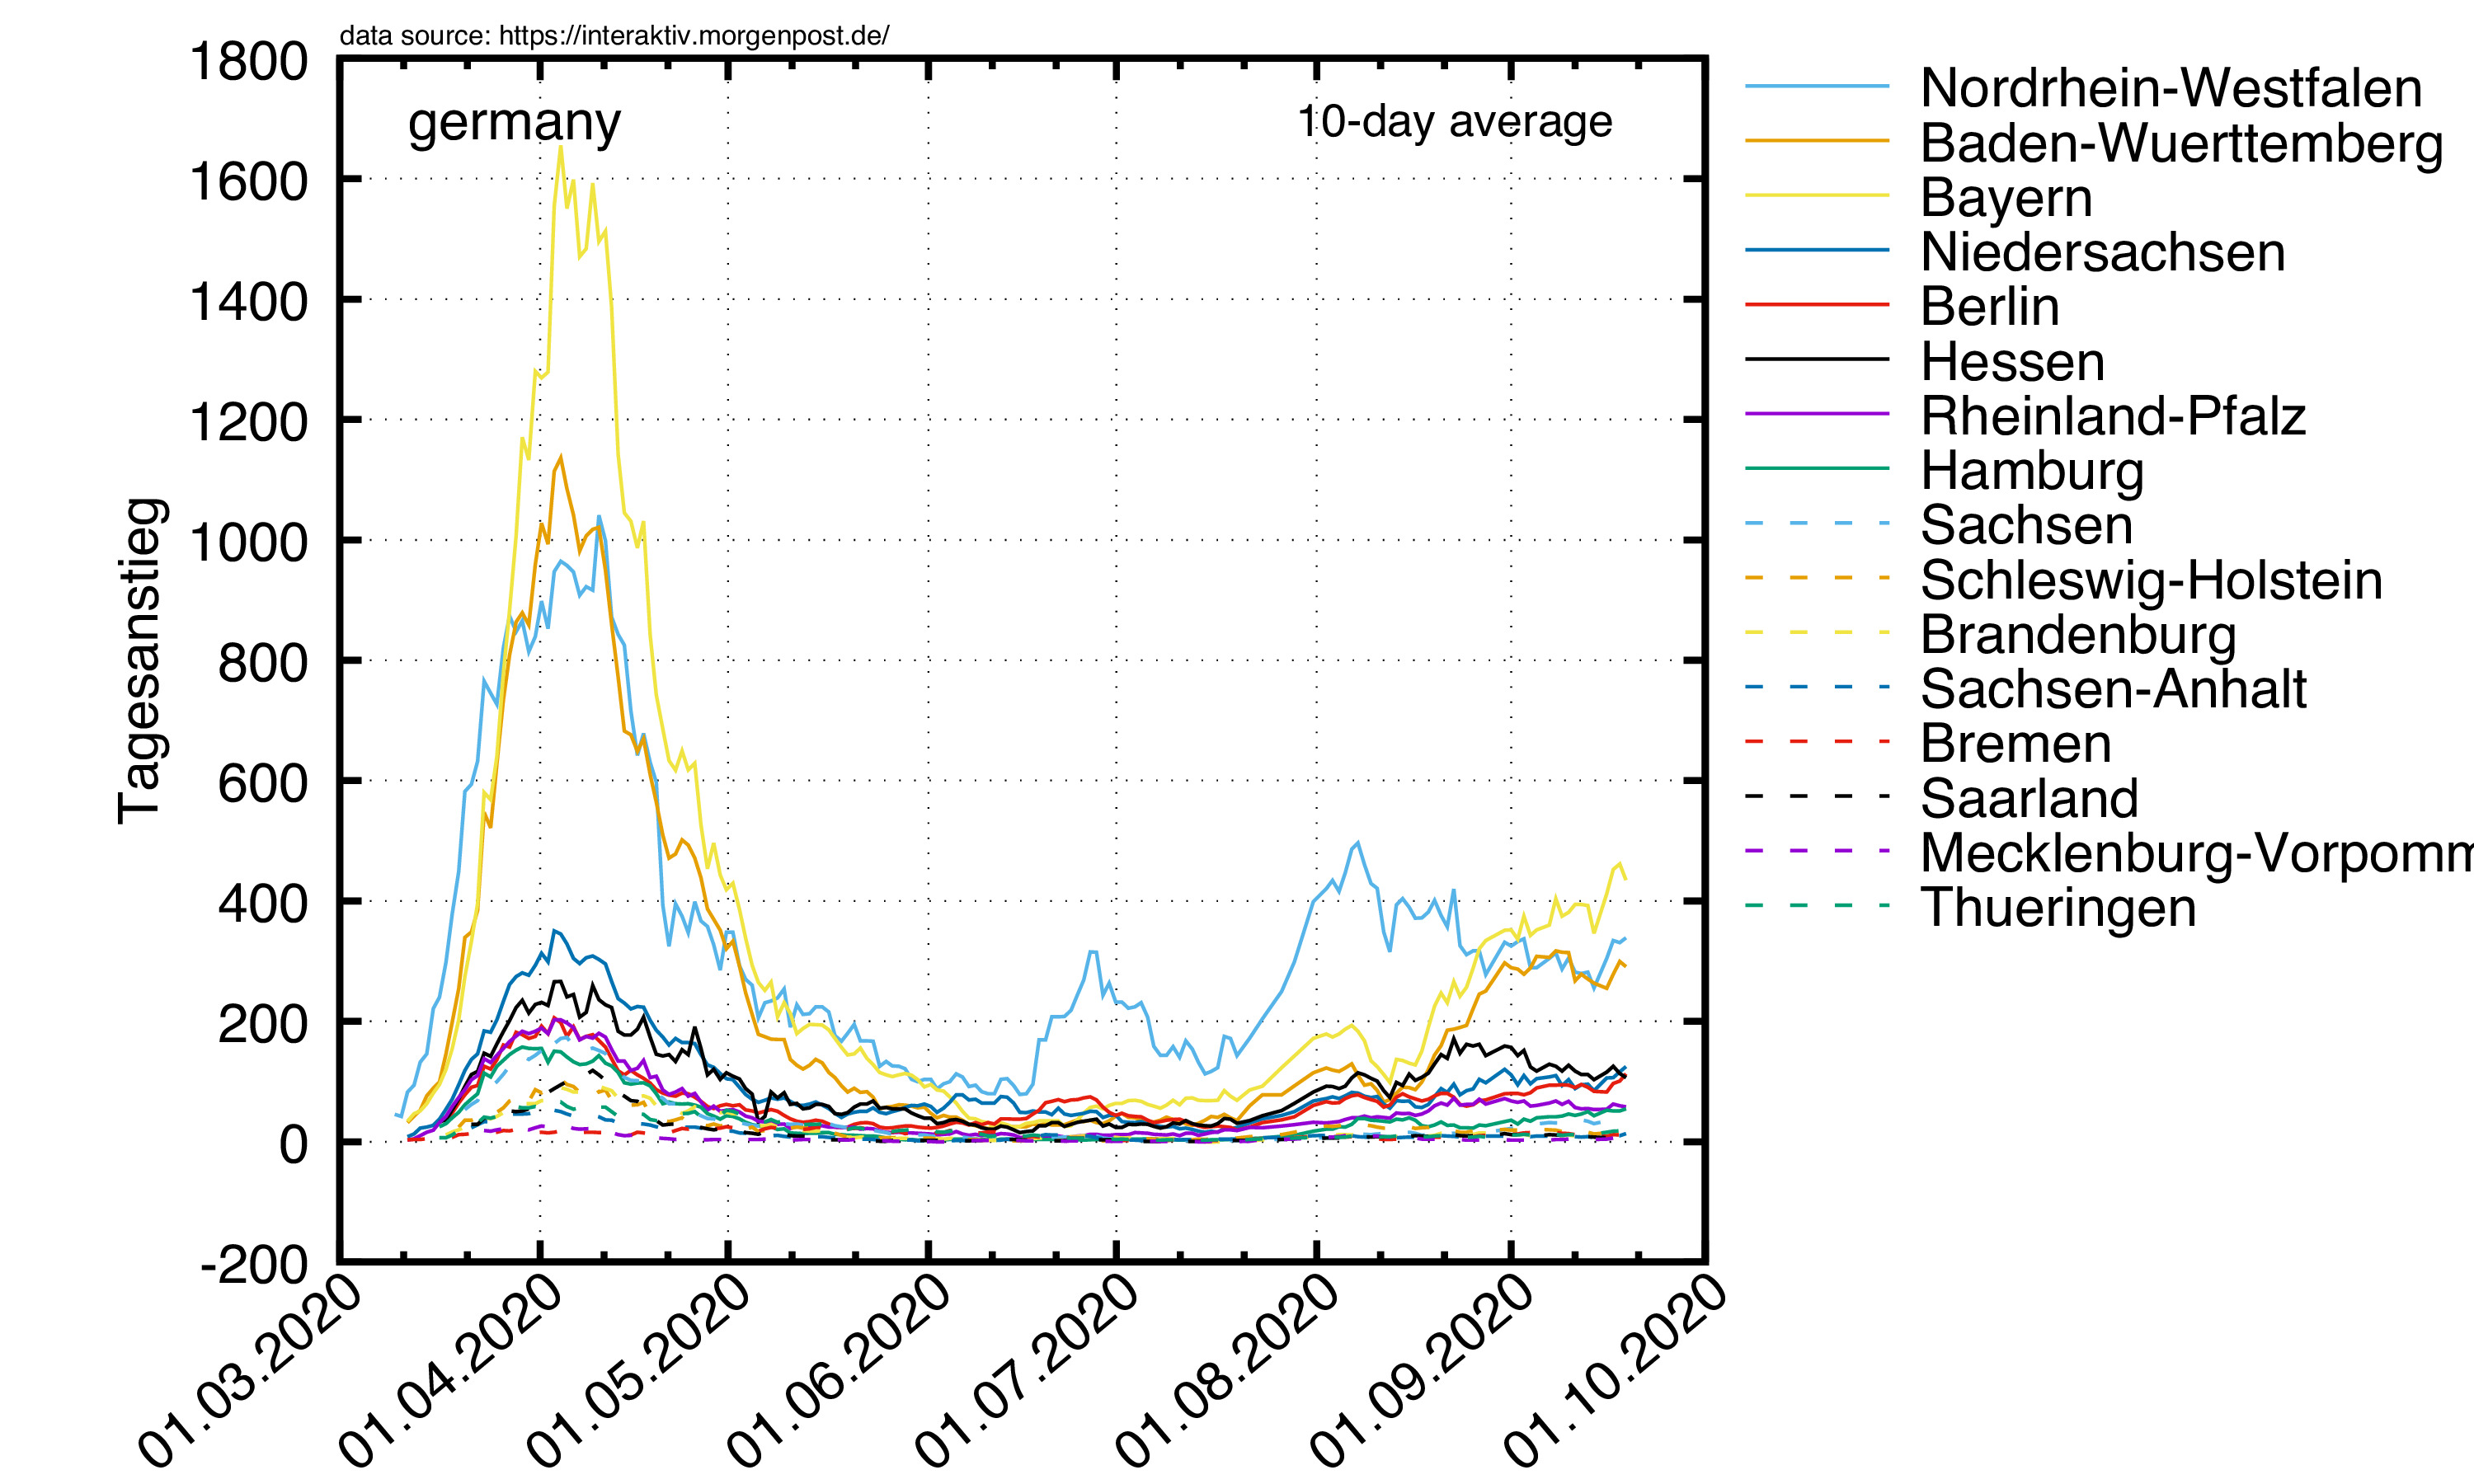 data source: https://interaktiv.morgenpost.de/
germany
10-day average
Tagesanstieg
1800
1600
1400
1200
1000
800
600
400
200
0
-200
01.03.2020
01.04.2020
01.05.2020
01.06.2020
01.07.2020
01.08.2020
01.09.2020
01.10.2020
Nordrhein-Westfalen
Baden-Wuerttemberg
Bayern
Niedersachsen
Berlin
Hessen
Rheinland-Pfalz
Hamburg
Sachsen
Schleswig-Holstein
Brandenburg
Sachsen-Anhalt
Bremen
Saarland
Mecklenburg-Vorpomm
Thueringen